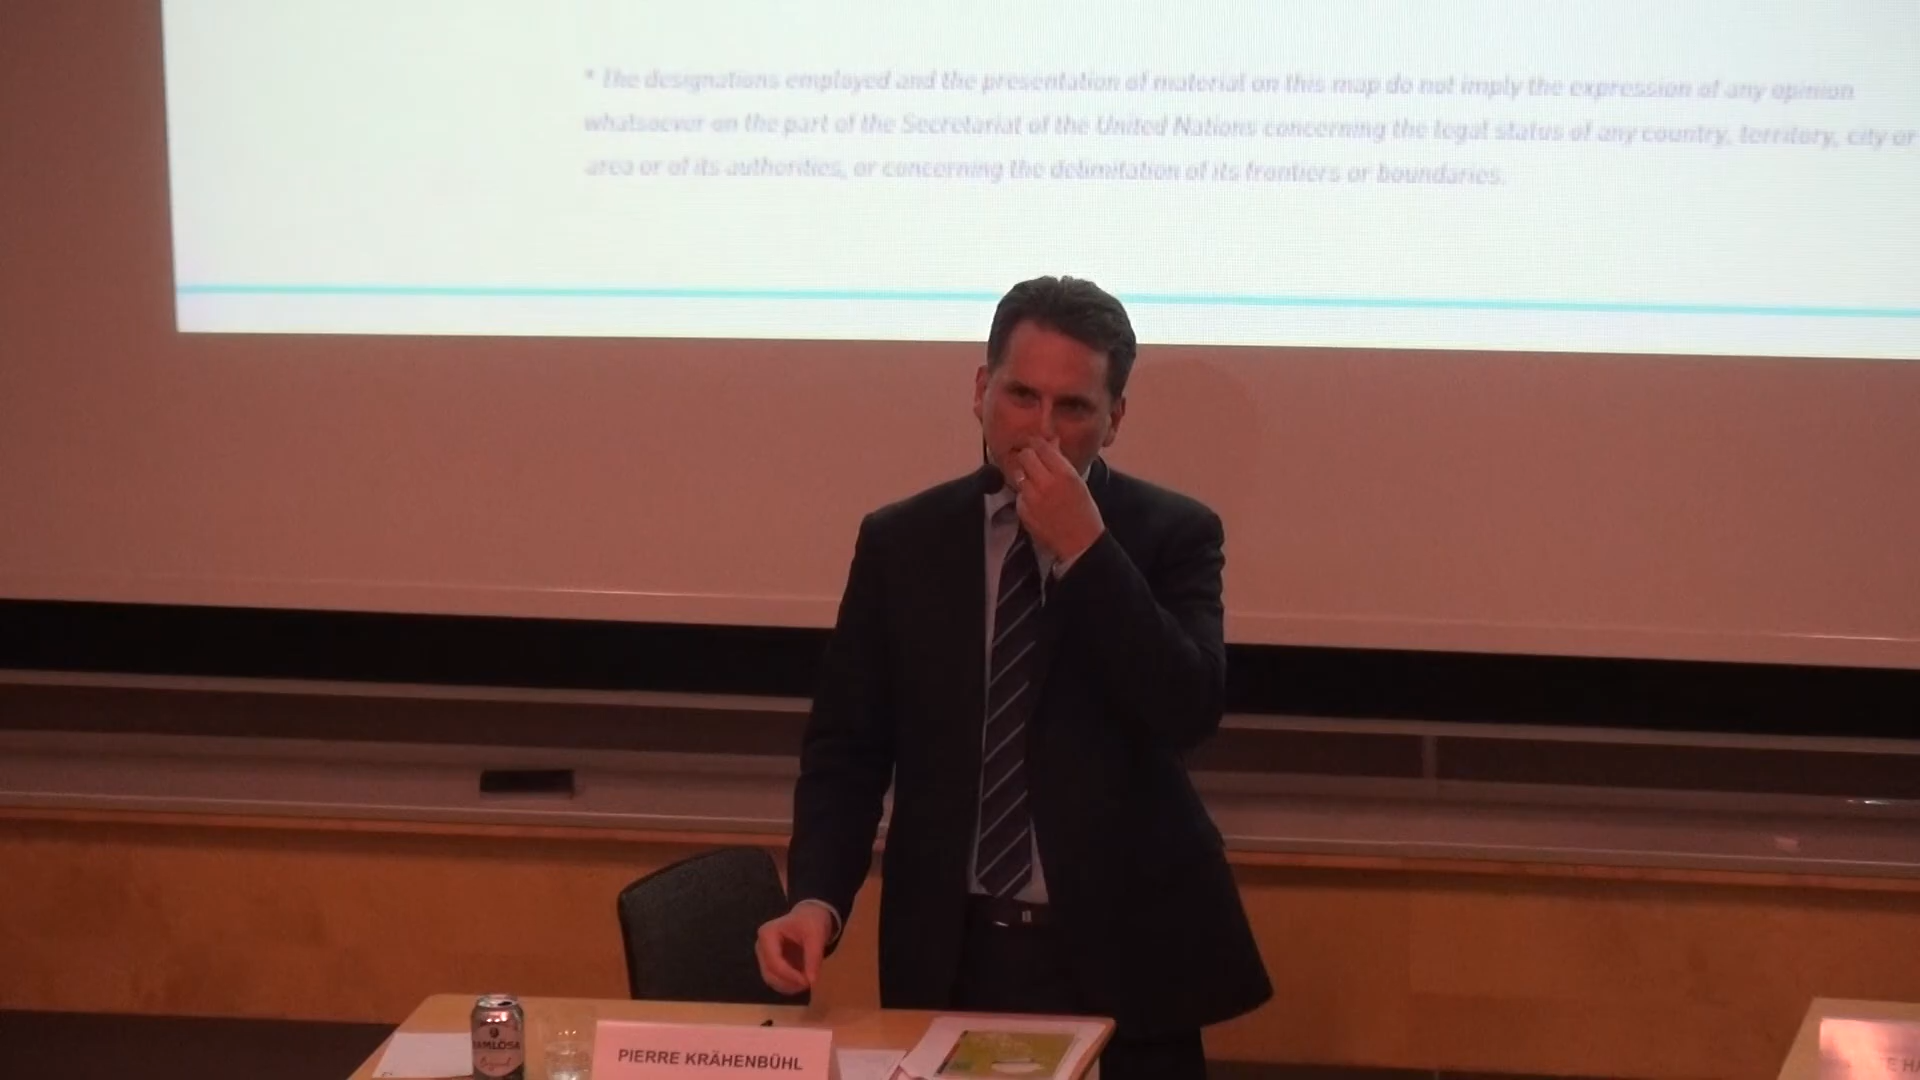 * The designations employed and the presentation of material on this map do not imply the expression of any opinion
whatsoever on the part of the Secretariat of the United Nations concerning the legal status of any country, territory, city or
area or of its authorities, or concerning the delimitation of its frontiers or boundaries.
RAMLÖSA
Original
PIERRE KRÄHENBÜHL